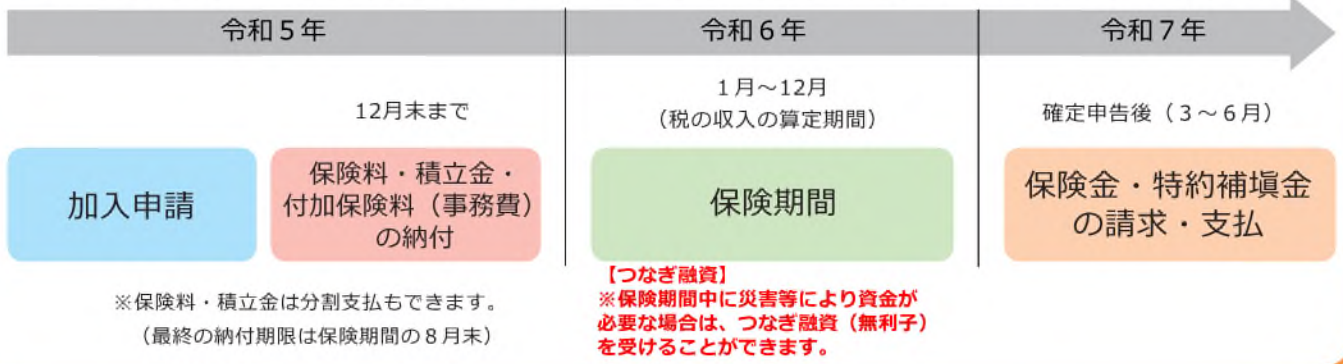 令和５年
令和６年
令和７年
12月末まで
１月～12月
（税の収入の算定期間）
確定申告後（３～６月）
加入申請
保険料・積立金・
付加保険料（事務費）
の納付
保険期間
保険金・特約補塡金
の請求・支払
※保険料・積立金は分割支払もできます。
（最終の納付期限は保険期間の８月末）
【つなぎ融資】
※保険期間中に災害等により資金が
必要な場合は、つなぎ融資（無利子）
を受けることができます。